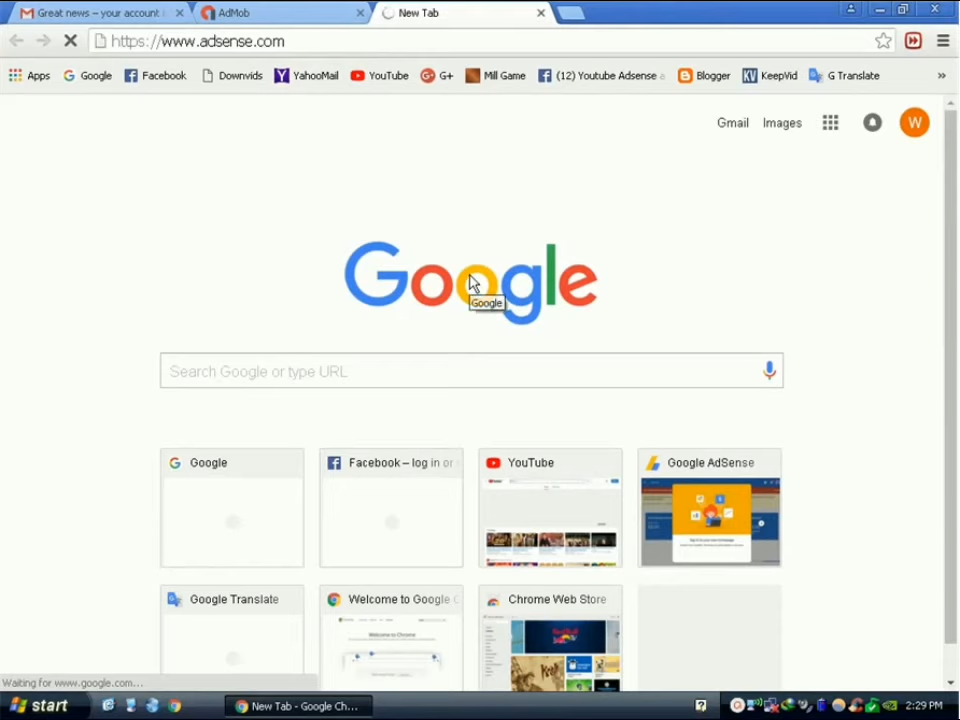 Great news – your account i
AdMob
New Tab
https://www.adsense.com
Apps
Google
Facebook
Downvids
YahooMail
YouTube
G+
Mill Game
(12) Youtube Adsense a
Blogger
KeepVid
G Translate
»
Gmail
Images
W
Google
Google
Search Google or type URL
Google
Facebook – log in or
YouTube
Google AdSense
Google Translate
Welcome to Google C
Chrome Web Store
Welcome to Chrome
Waiting for www.google.com...
start
New Tab - Google Ch...
2:29 PM